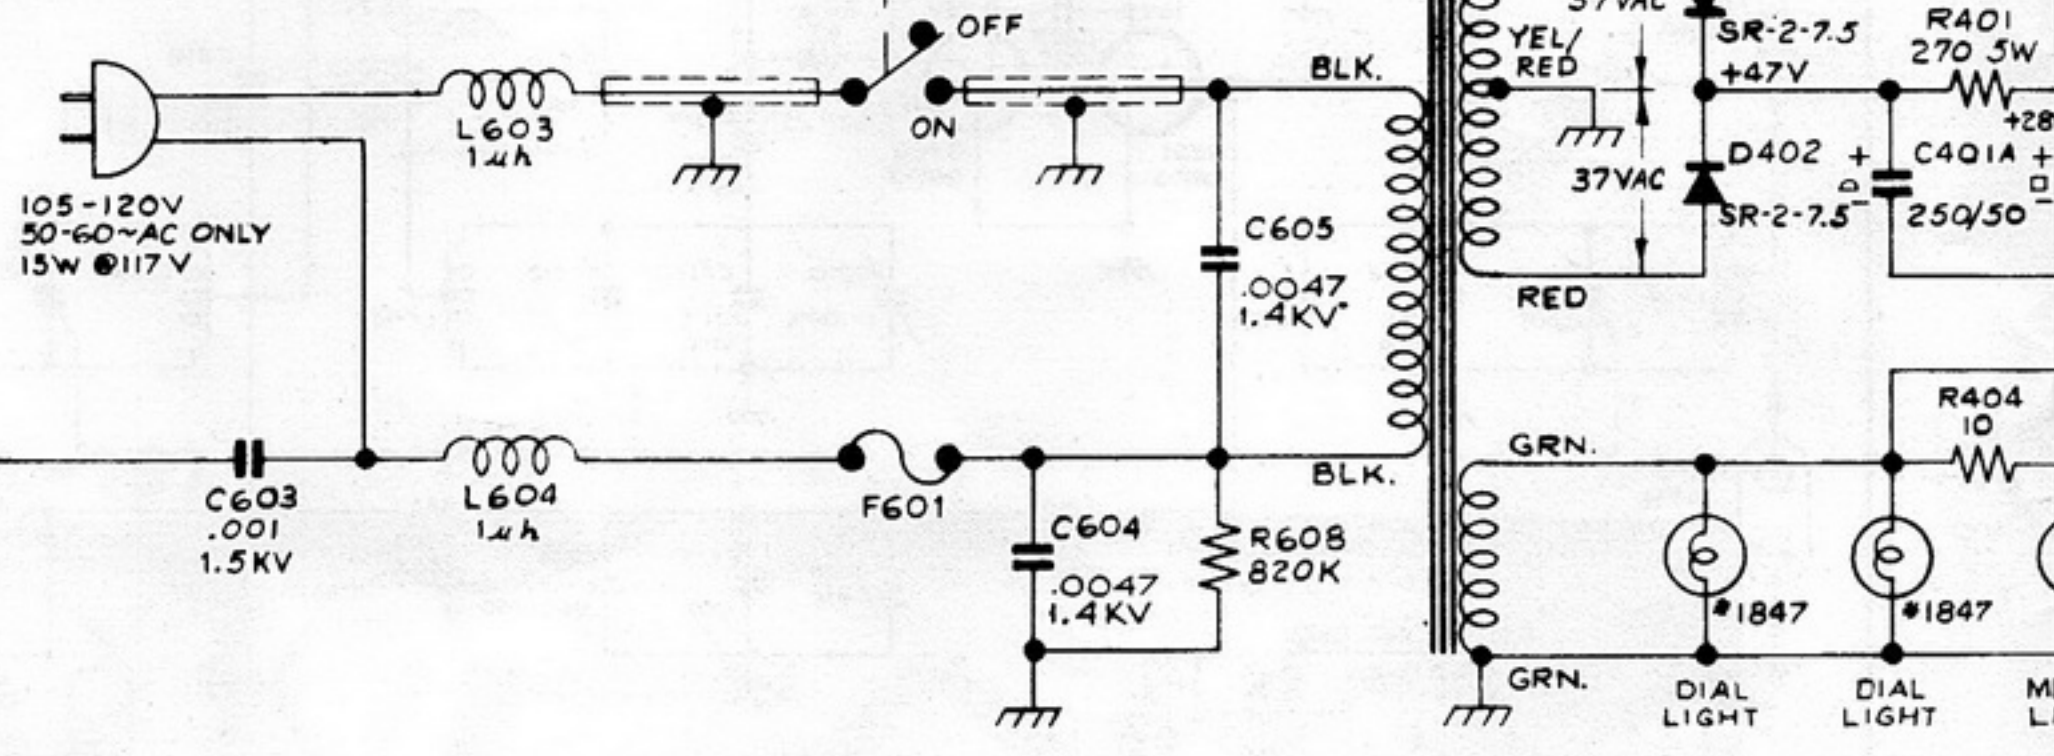 OFF
ON
L603
1µh
105-120V
50-60~AC ONLY
15W @117V
BLK.
C605
.0047
1.4KV
YEL/
RED
37VAC
SR-2-7.5
+47V
R401
270 5W
+28
D402
SR-2-7.5
+
C401A
+
-
250/50
-
37VAC
RED
C603
.001
1.5KV
L604
1µh
F601
BLK.
C604
.0047
1.4KV
R608
820K
GRN.
R404
10
#1847
#1847
GRN.
DIAL
LIGHT
DIAL
LIGHT